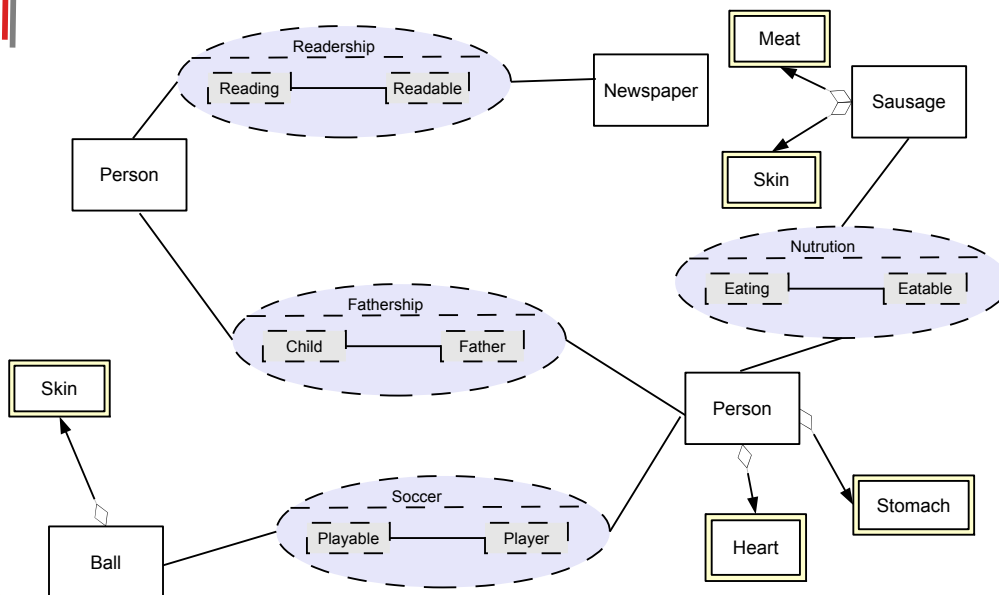 Readership
Reading
Readable
Newspaper
Meat
Sausage
Skin
Person
Nutrution
Eating
Eatable
Fathership
Child
Father
Skin
Person
Soccer
Playable
Player
Stomach
Heart
Ball